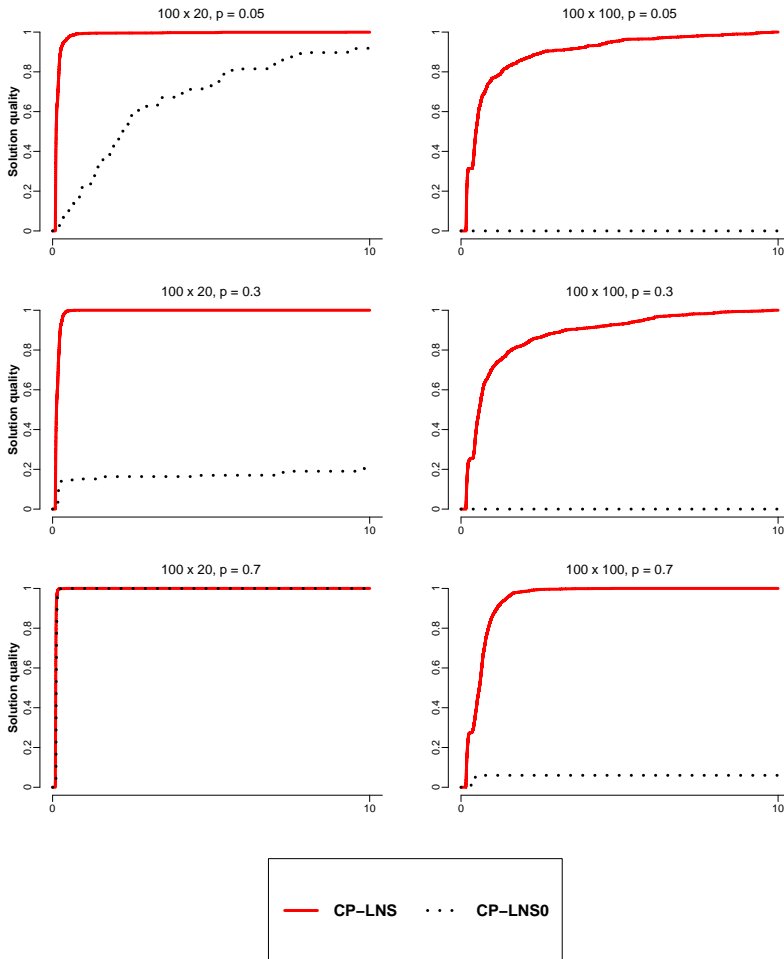 100 x 20, p = 0.05
Solution quality
0 0.2 0.4 0.6 0.8 1
0 10
100 x 100, p = 0.05
0 0.2 0.4 0.6 0.8 1
0 10
100 x 20, p = 0.3
Solution quality
0 0.2 0.4 0.6 0.8 1
0 10
100 x 100, p = 0.3
0 0.2 0.4 0.6 0.8 1
0 10
100 x 20, p = 0.7
Solution quality
0 0.2 0.4 0.6 0.8 1
0 10
100 x 100, p = 0.7
0 0.2 0.4 0.6 0.8 1
0 10
CP−LNS CP−LNS0